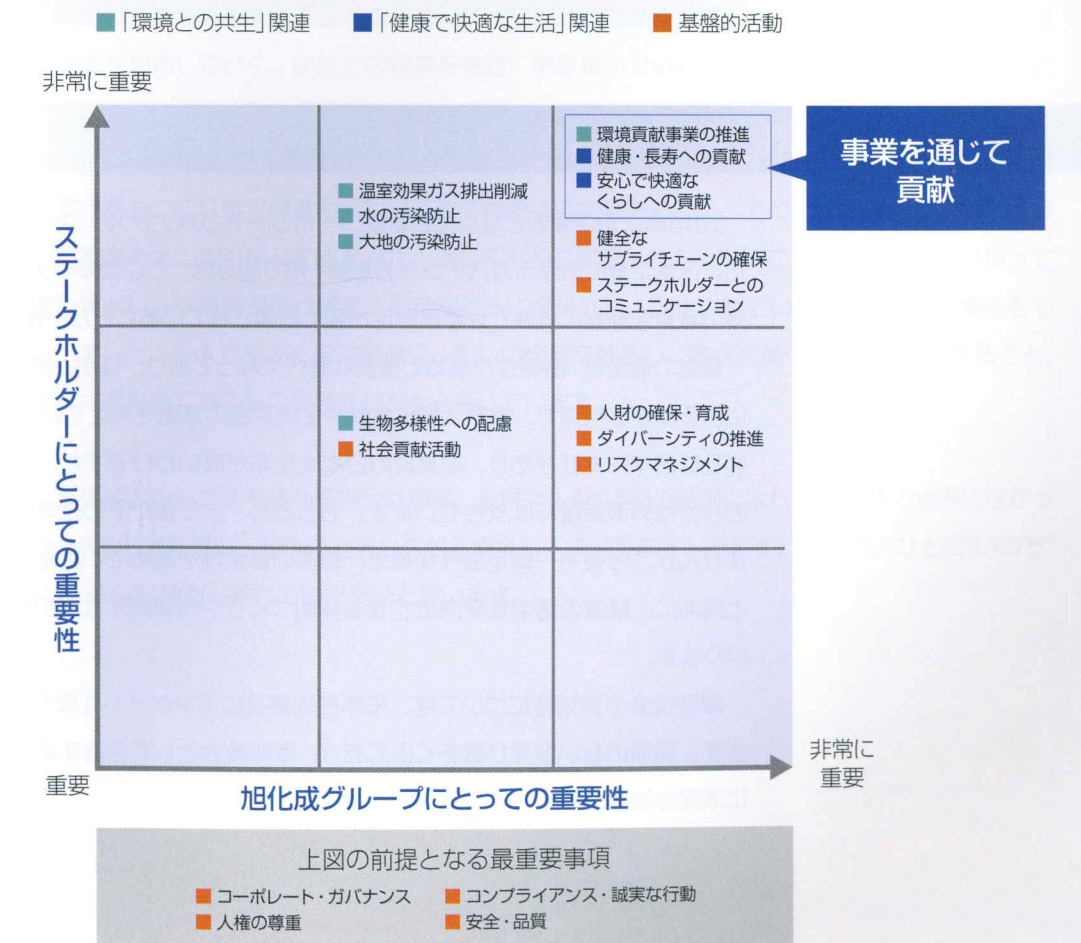 「環境との共生」関連 「健康で快適な生活」関連 基盤的活動
非常に重要
環境貢献事業の推進
健康・長寿への貢献
安心で快適な
くらしへの貢献
事業を通じて
貢献
温室効果ガス排出削減
水の汚染防止
大地の汚染防止
健全な
サプライチェーンの確保
ステークホルダーとの
コミュニケーション
ステークホルダーにとっての重要性
生物多様性への配慮
社会貢献活動
人財の確保・育成
ダイバーシティの推進
リスクマネジメント
重要
旭化成グループにとっての重要性
非常に
重要
上図の前提となる最重要事項
コーポレート・ガバナンス コンプライアンス・誠実な行動
人権の尊重 安全・品質